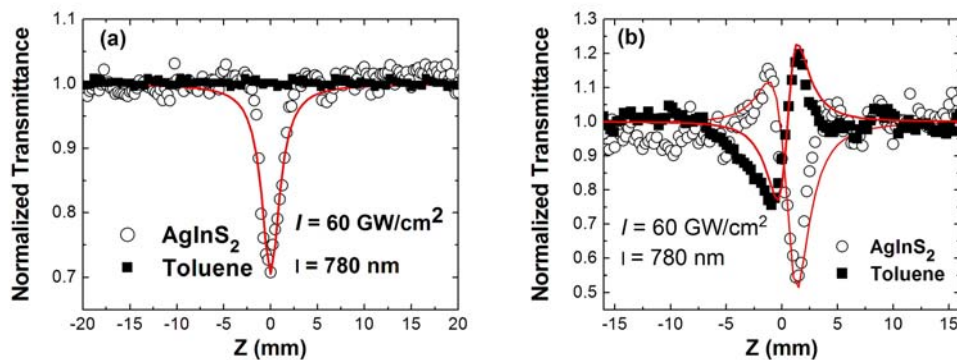 (a)
Normalized Transmittance
1.1
1.0
0.9
0.8
0.7
AgInS2
Toluene
I = 60 GW/cm2
l = 780 nm
-20 -15 -10 -5 0 5 10 15 20
Z (mm)
(b)
Normalized Transmittance
1.3
1.2
1.1
1.0
0.9
0.8
0.7
0.6
0.5
I = 60 GW/cm2
l = 780 nm
AgInS2
Toluene
-15 -10 -5 0 5 10 15
Z (mm)